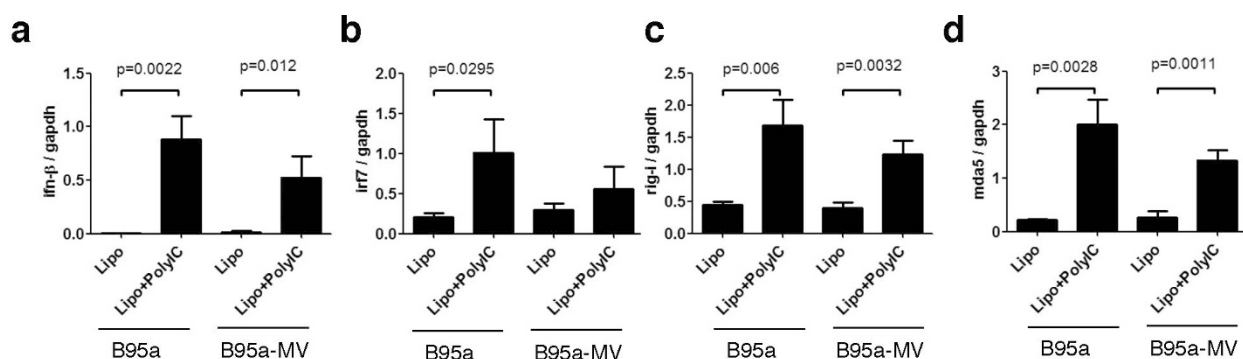 a
p=0.0022 p=0.012
ifn-β / gapdh
1.5
1.0
0.5
0.0
Lipo
Lipo+PolyIC
Lipo
Lipo+PolyIC
B95a B95a-MV
b
p=0.0295
irf7 / gapdh
2.0
1.5
1.0
0.5
0.0
Lipo
Lipo+PolyIC
Lipo
Lipo+PolyIC
B95a B95a-MV
c
p=0.006 p=0.0032
rig-i / gapdh
2.5
2.0
1.5
1.0
0.5
0.0
Lipo
Lipo+PolyIC
Lipo
Lipo+PolyIC
B95a B95a-MV
d
p=0.0028 p=0.0011
mda5 / gapdh
3
2
1
0
Lipo
Lipo+PolyIC
Lipo
Lipo+PolyIC
B95a B95a-MV